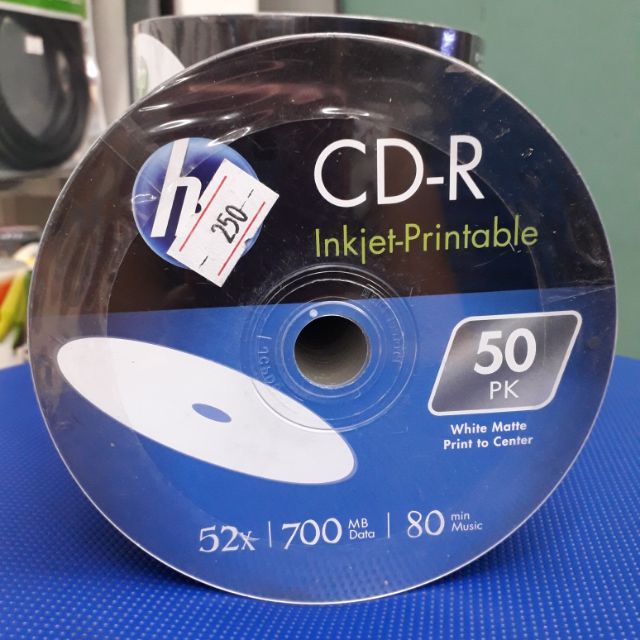 h
250
CD-R
Inkjet-Printable
50
PK
White Matte
Print to Center
52x | 700 MB Data | 80 min Music